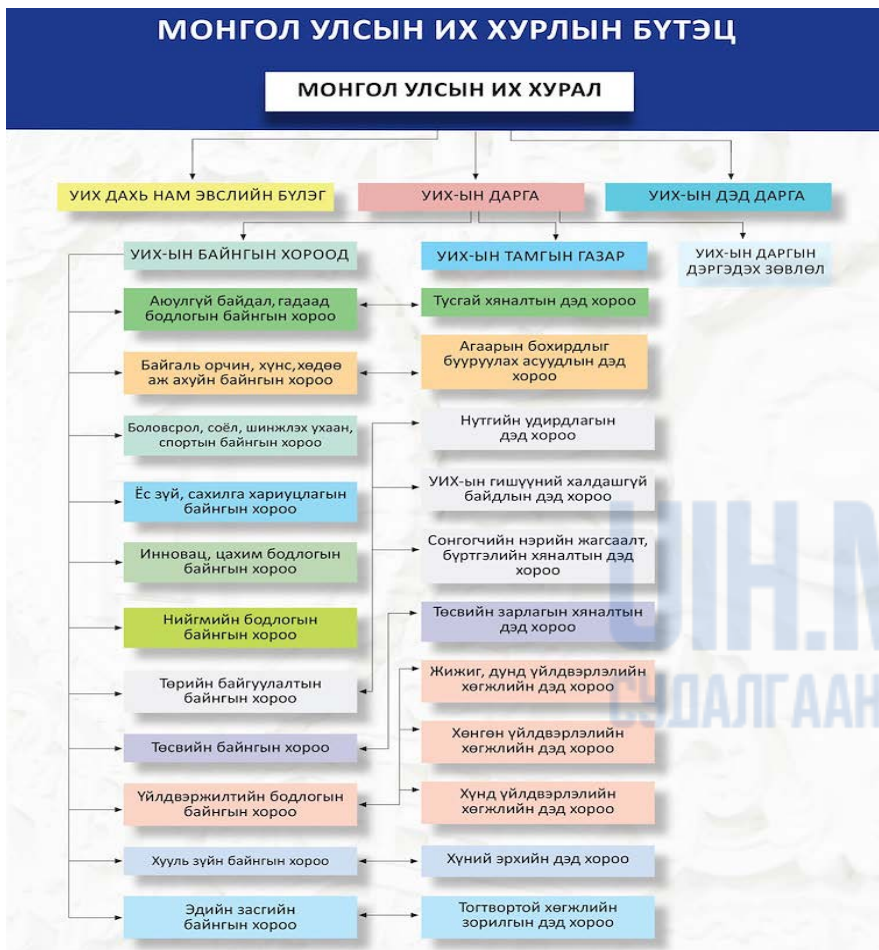 МОНГОЛ УЛСЫН ИХ ХУРЛЫН БҮТЭЦ
МОНГОЛ УЛСЫН ИХ ХУРАЛ
УИХ ДАХЬ НАМ ЭВСЛИЙН БҮЛЭГ
УИХ-ЫН ДАРГА
УИХ-ЫН ДЭД ДАРГА
УИХ-ЫН БАЙНГЫН ХОРООД
УИХ-ЫН ТАМГЫН ГАЗАР
УИХ-ЫН ДАРГЫН
ДЭРГЭДЭХ ЗӨВЛӨЛ
Аюулгүй байдал, гадаад
бодлогын байнгын хороо
Тусгай хяналтын дэд хороо
Байгаль орчин, хүнс,хөдөө
аж ахуйн байнгын хороо
Агаарын бохирдлыг
бууруулах асуудлын дэд
хороо
Боловсрол, соёл, шинжлэх ухаан,
спортын байнгын хороо
Нутгийн удирдлагын
дэд хороо
Ёс зүй, сахилга хариуцлагын
байнгын хороо
УИХ-ын гишүүний халдашгүй
байдлын дэд хороо
Инновац, цахим бодлогын
байнгын хороо
Сонгогчийн нэрийн жагсаалт,
бүртгэлийн хяналтын дэд
хороо
Нийгмийн бодлогын
байнгын хороо
Төсвийн зарлагын хяналтын
дэд хороо
Төрийн байгуулалтын
байнгын хороо
Жижиг, дунд үйлдвэрлэлийн
хөгжлийн дэд хороо
Төсвийн байнгын хороо
Хөнгөн үйлдвэрлэлийн
хөгжлийн дэд хороо
Үйлдвэржилтийн бодлогын
байнгын хороо
Хүнд үйлдвэрлэлийн
хөгжлийн дэд хороо
Хууль зүйн байнгын хороо
Хүний эрхийн дэд хороо
Эдийн засгийн
байнгын хороо
Тогтвортой хөгжлийн
зорилгын дэд хороо
UIH.M
СУДАЛГААН